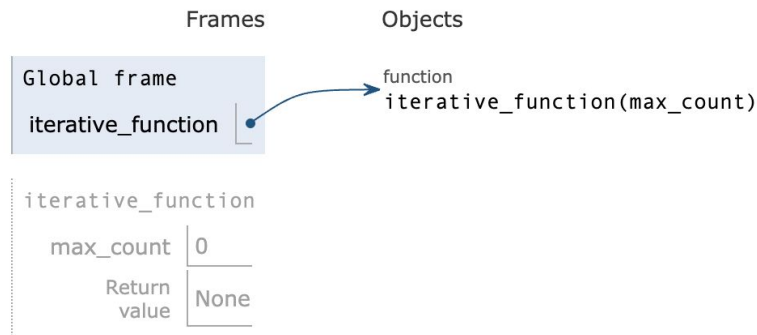 Frames
Objects
Global frame
iterative_function
function
iterative_function(max_count)
iterative_function
max_count 0
Return
value None